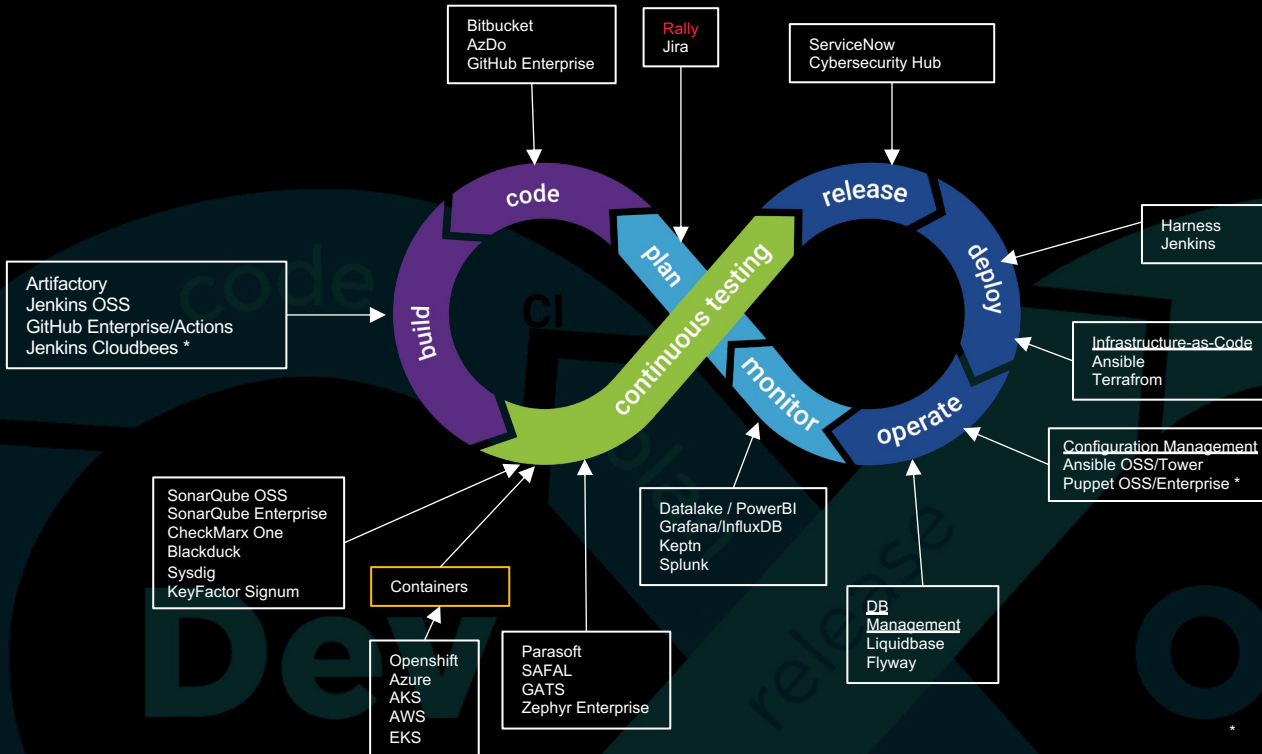 Bitbucket
AzDo
GitHub Enterprise
Rally
Jira
ServiceNow
Cybersecurity Hub
code
release
plan
continuous testing
deploy
build
monitor
operate
Harness
Jenkins
Artifactory
Jenkins OSS
GitHub Enterprise/Actions
Jenkins Cloudbees *
code
CI
Infrastructure-as-Code
Ansible
Terrafrom
Configuration Management
Ansible OSS/Tower
Puppet OSS/Enterprise *
SonarQube OSS
SonarQube Enterprise
CheckMarx One
Blackduck
Sysdig
KeyFactor Signum
Containers
Openshift
Azure
AKS
AWS
EKS
Parasoft
SAFAL
GATS
Zephyr Enterprise
Datalake / PowerBI
Grafana/InfluxDB
Keptn
Splunk
DB
Management
Liquidbase
Flyway
Dev
release
O
*